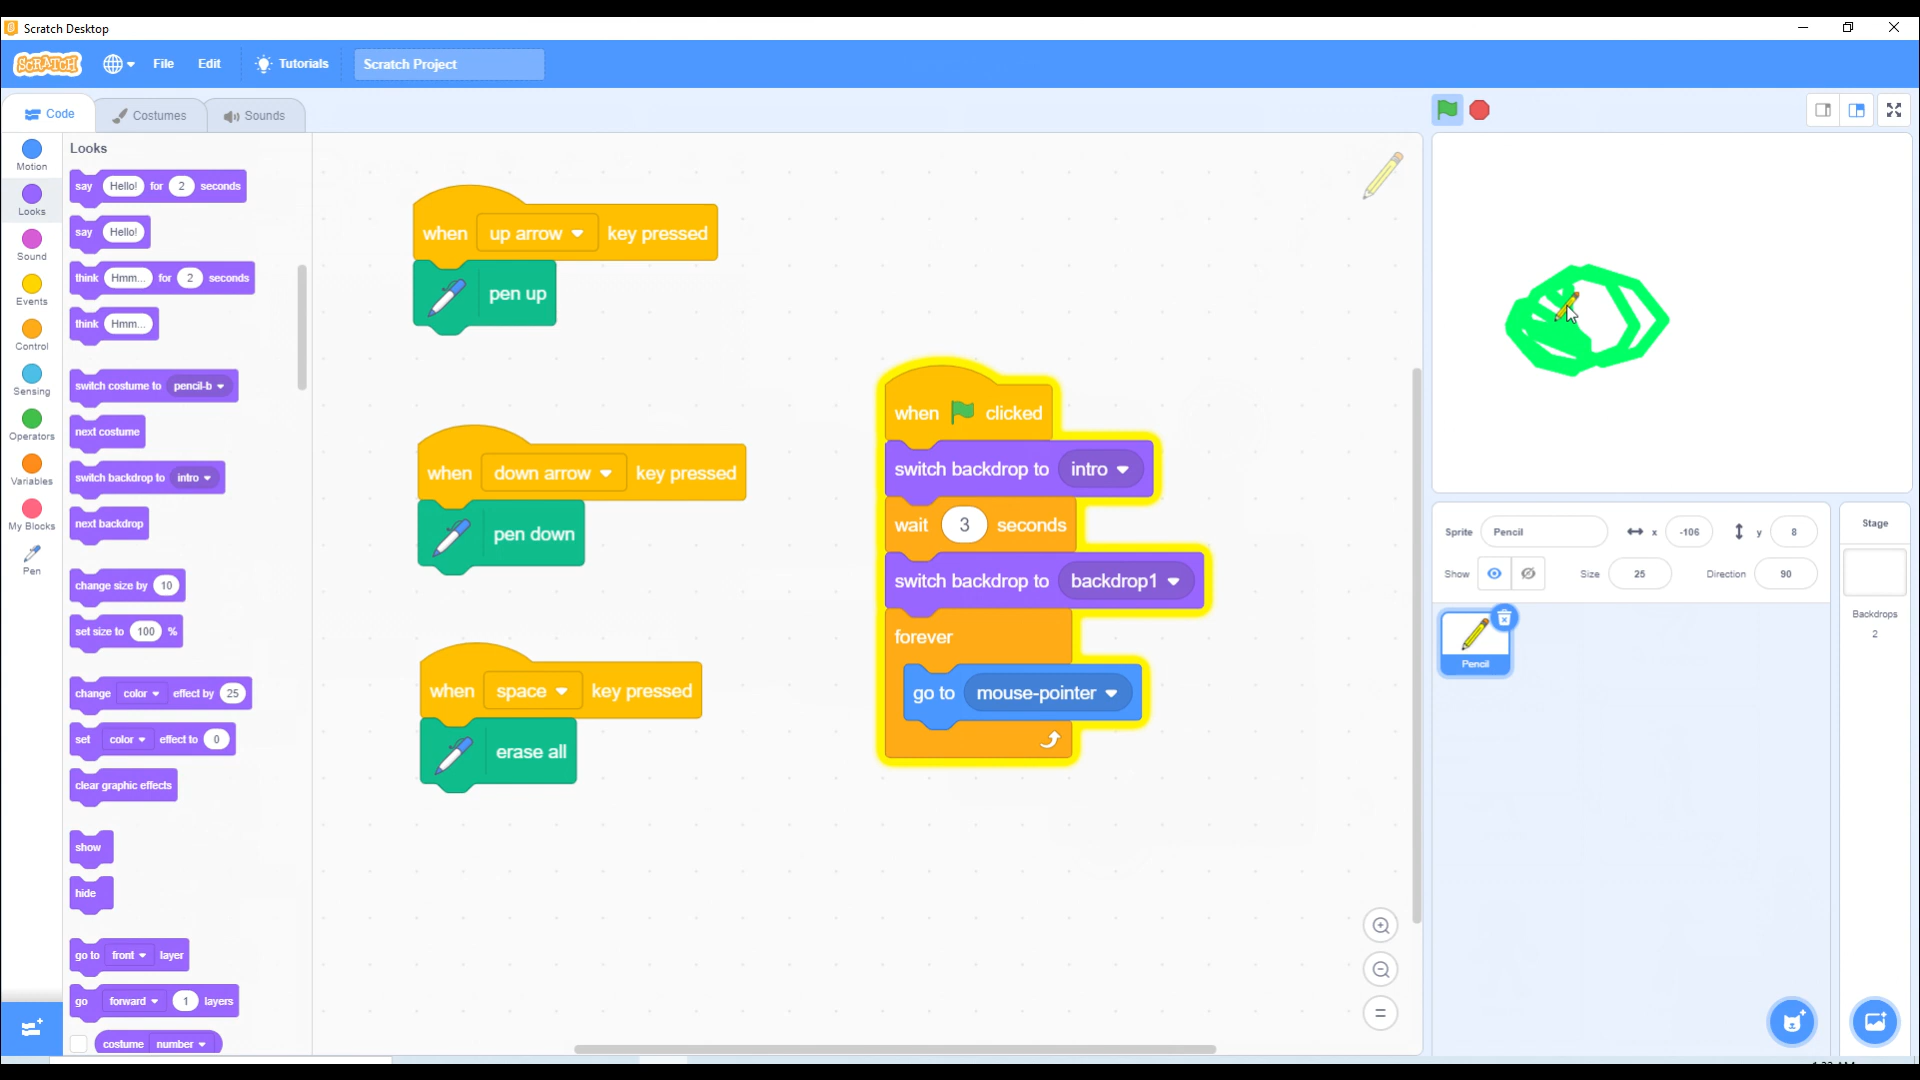 Scratch Desktop
SCRATCH File Edit Tutorials Scratch Project
Code Costumes Sounds
Motion
Looks
Sound
Events
Control
Sensing
Operators
Variables
My Blocks
Pen
Looks
say Hello! for 2 seconds
say Hello!
think Hmm... for 2 seconds
think Hmm...
switch costume to pencil-b
next costume
switch backdrop to intro
next backdrop
change size by 10
set size to 100 %
change color effect by 25
set color effect to 0
clear graphic effects
show
hide
go to front layer
go forward 1 layers
costume number
when up arrow key pressed
pen up
when down arrow key pressed
pen down
when space key pressed
erase all
when clicked
switch backdrop to intro
wait 3 seconds
switch backdrop to backdrop1
forever
go to mouse-pointer
Sprite Pencil x -106 y 8
Show Size 25 Direction 90
Pencil
Stage
Backdrops
2